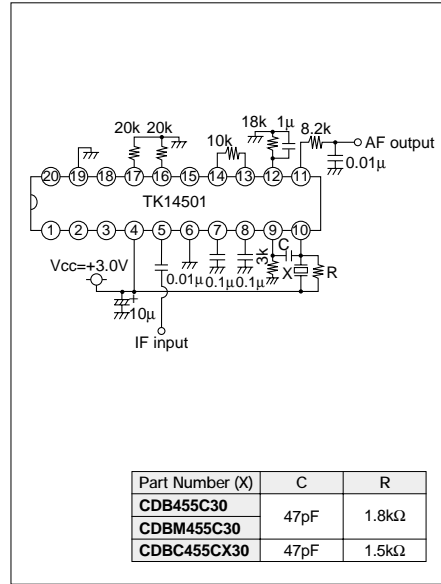 20k 20k
18k 1µ
8.2k
10k
AF output
0.01µ
20 19 18 17 16 15 14 13 12 11
TK14501
1 2 3 4 5 6 7 8 9 10
Vcc=+3.0V
+
10µ
0.01µ
0.1µ 0.1µ
3k
C
X
R
IF input
Part Number (X) C R
CDB455C30 47pF 1.8kΩ
CDBM455C30
CDBC455CX30 47pF 1.5kΩ